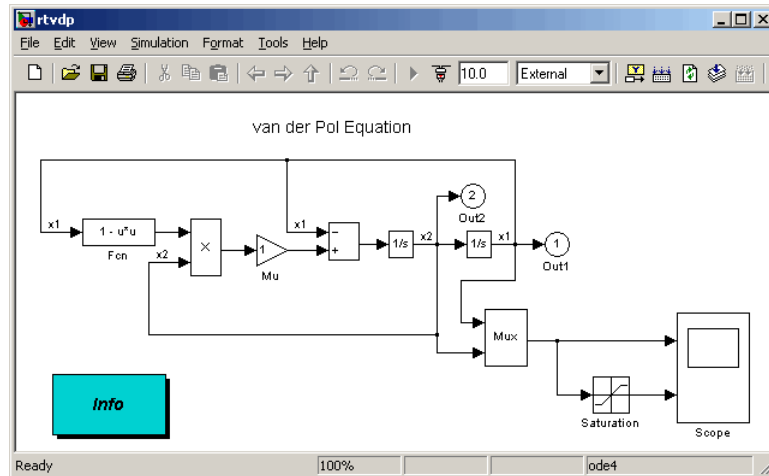 rtvdp
File Edit View Simulation Format Tools Help
10.0 External
van der Pol Equation
x1
1 - u*u
Fcn
x2
×
1
Mu
x1
−
+
1/s
x2
2
Out2
1/s
x1
1
Out1
Mux
Saturation
Scope
Info
Ready 100% ode4